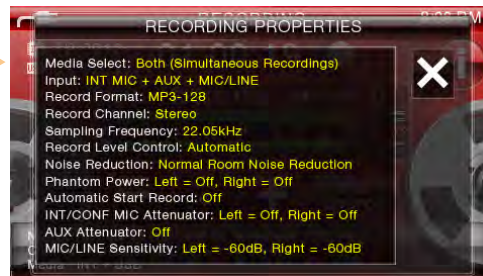 RECORDING PROPERTIES
Media Select: Both (Simultaneous Recordings)
Input: INT MIC + AUX + MIC/LINE
Record Format: MP3-128
Record Channel: Stereo
Sampling Frequency: 22.05kHz
Record Level Control: Automatic
Noise Reduction: Normal Room Noise Reduction
Phantom Power: Left = Off, Right = Off
Automatic Start Record: Off
INT/CONF MIC Attenuator: Left = Off, Right = Off
AUX Attenuator: Off
MIC/LINE Sensitivity: Left = -60dB, Right = -60dB